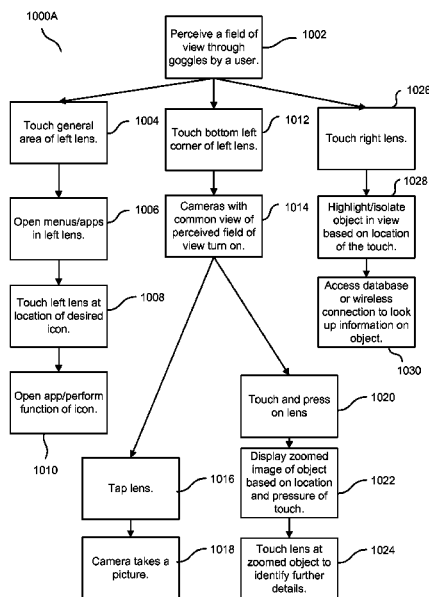 1000A
Perceive a field of
view through
goggles by a user.
1002
Touch general
area of left lens.
1004
Open menus/apps
in left lens.
1006
Touch left lens at
location of desired
icon.
1008
Open app/perform
function of icon.
1010
Touch bottom left
corner of left lens.
1012
Cameras with
common view of
perceived field of
view turn on.
1014
Tap lens.
1016
Camera takes a
picture.
1018
Touch and press
on lens
1020
Display zoomed
image of object
based on location
and pressure of
touch.
1022
Touch lens at
zoomed object to
identify further
details.
1024
Touch right lens.
1026
Highlight/isolate
object in view
based on location
of the touch.
1028
Access database
or wireless
connection to look
up information on
object.
1030